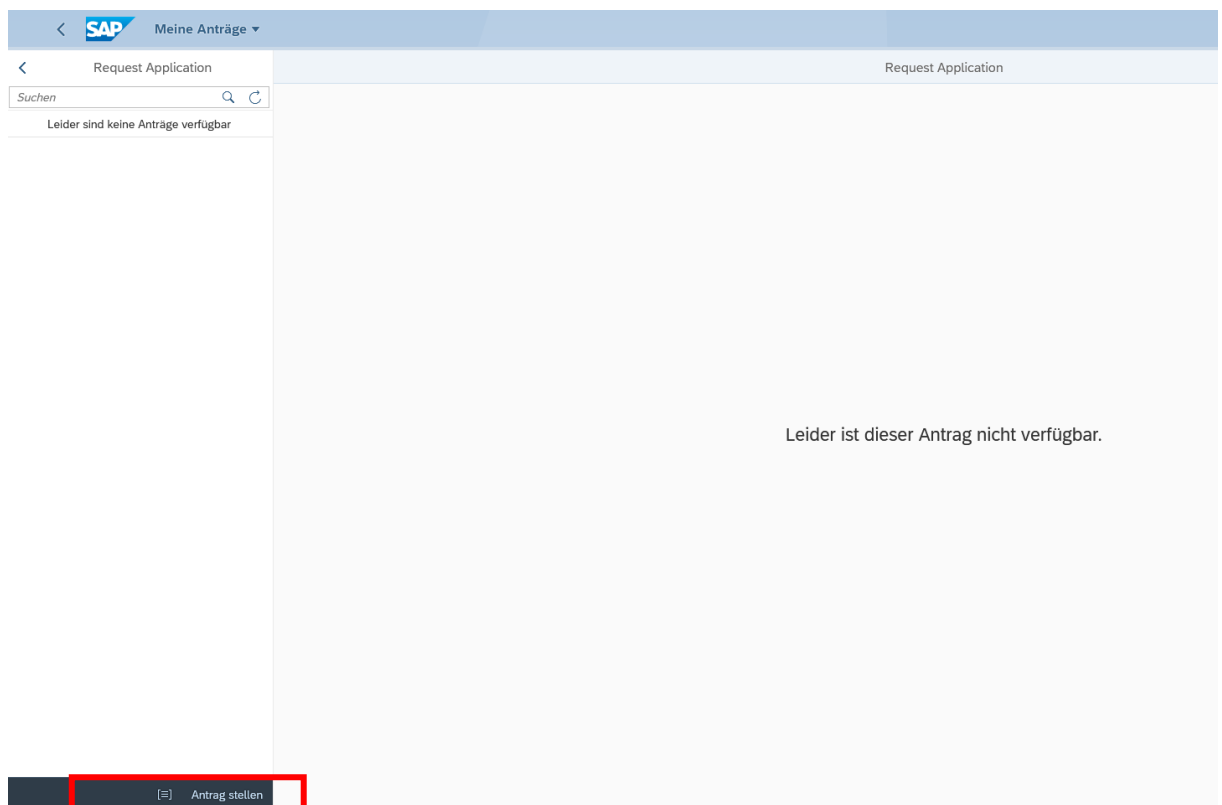 SAP Meine Anträge
Request Application
Request Application
Suchen
Leider sind keine Anträge verfügbar
Leider ist dieser Antrag nicht verfügbar.
Antrag stellen